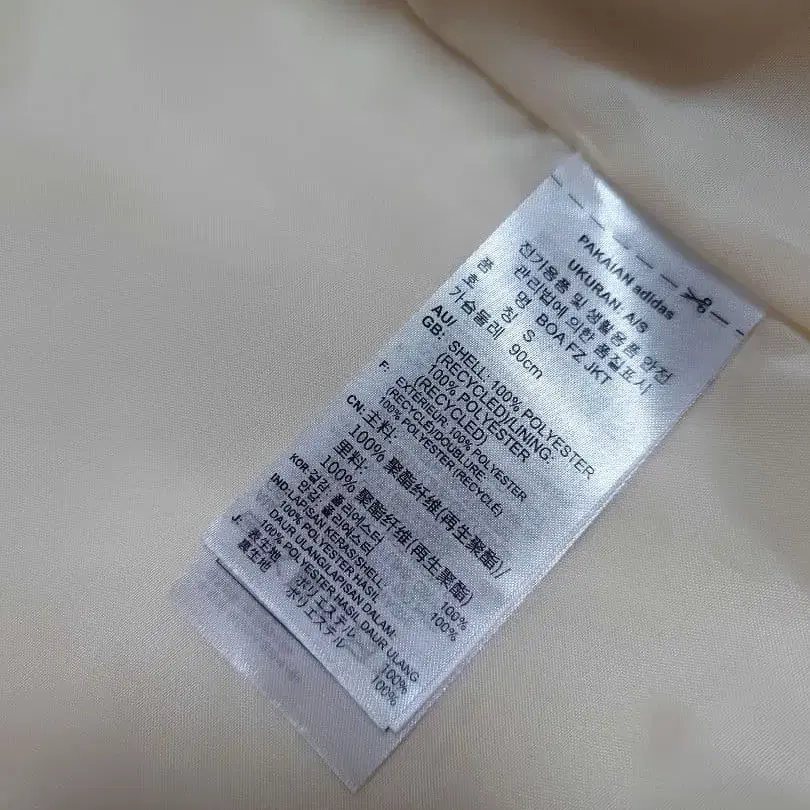 PAKAIAN adidas
UKURAN: A/S
전기용품 및 생활용품 안전
관리법에 의한 품질표시
품 명 BOA FZ JKT
호 칭 S
가슴둘레 90cm
AU/
GB: SHELL: 100% POLYESTER
(RECYCLED)/LINING:
100% POLYESTER
(RECYCLED)
F: EXTÉRIEUR: 100% POLYESTER
(RECYCLÉ)/DOUBLURE:
100% POLYESTER (RECYCLÉ)
CN: 主料:
100% 聚酯纤维(再生聚酯)/
里料:
100% 聚酯纤维(再生聚酯)
KOR: 겉감: 폴리에스터 100%
안감: 폴리에스터 100%
IND: LAPISAN KERAS/SHELL
100% POLYESTER HASIL
DAUR ULANG/LAPISAN DALAM:
100% POLYESTER HASIL DAUR ULANG
J: 表生地 ポリエステル 100%
裏生地 ポリエステル 100%